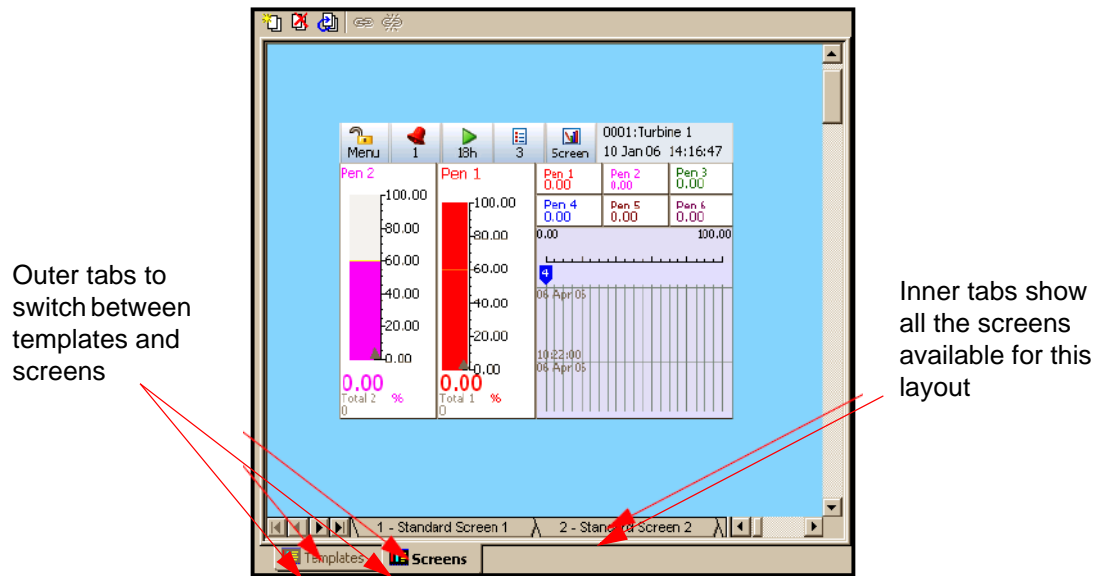 Menu
1
18h
3
Screen
0001:Turbine 1
10 Jan 06 14:16:47
Pen 2
100.00
80.00
60.00
40.00
20.00
0.00
0.00
Total 2 %
0
Pen 1
100.00
80.00
60.00
40.00
20.00
0.00
0.00
Total 1 %
0
Pen 1
0.00
Pen 2
0.00
Pen 3
0.00
Pen 4
0.00
Pen 5
0.00
Pen 6
0.00
0.00 100.00
4
06 Apr 05
10:22:00
06 Apr 05
Outer tabs to
switch between
templates and
screens
Inner tabs show
all the screens
available for this
layout
1 - Standard Screen 1
2 - Standard Screen 2
Templates
Screens